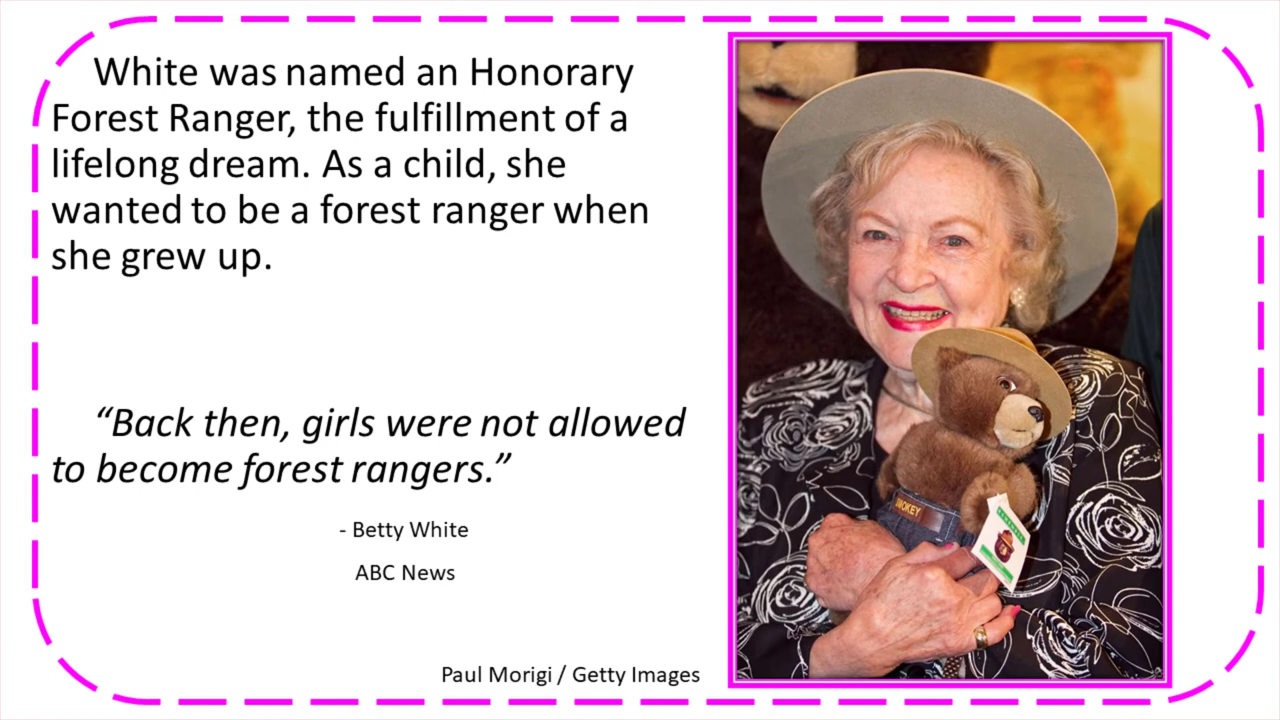 White was named an Honorary
Forest Ranger, the fulfillment of a
lifelong dream. As a child, she
wanted to be a forest ranger when
she grew up.
“Back then, girls were not allowed
to become forest rangers.”
- Betty White
ABC News
Paul Morigi / Getty Images
SMOKEY